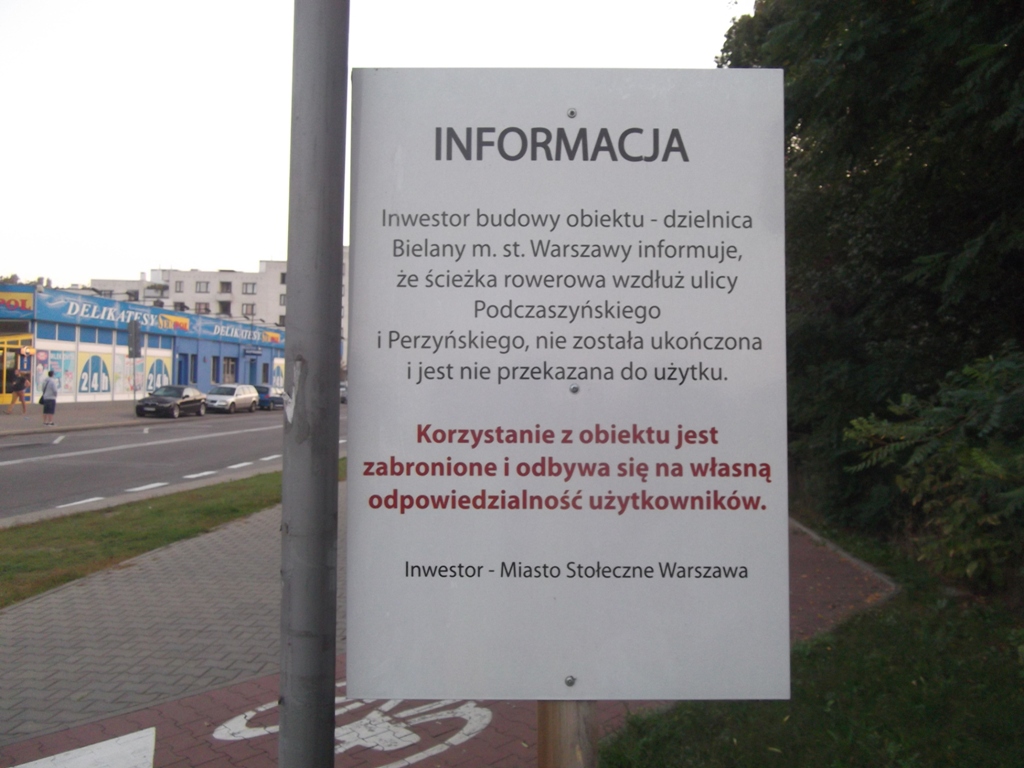 INFORMACJA
Inwestor budowy obiektu - dzielnica
Bielany m. st. Warszawy informuje,
że ścieżka rowerowa wzdłuż ulicy
Podczaszyńskiego
i Perzyńskiego, nie została ukończona
i jest nie przekazana do użytku.
Korzystanie z obiektu jest
zabronione i odbywa się na własną
odpowiedzialność użytkowników.
Inwestor - Miasto Stołeczne Warszawa
POL
DELIKATESY
DELIKATESY
24h
24h